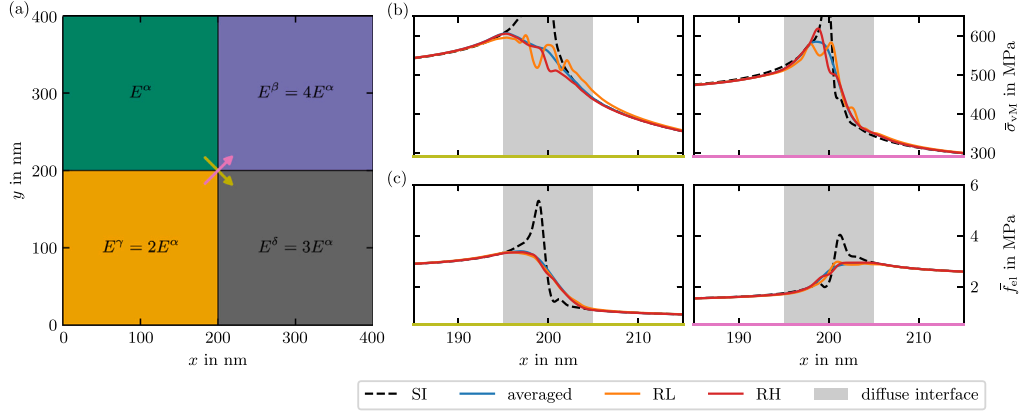 (a)
400
300
200
100
0
y in nm
E^α
E^β = 4E^α
E^γ = 2E^α
E^δ = 3E^α
0 100 200 300 400
x in nm
(b)
600
500
400
300
σ̄_vM in MPa
(c)
6
4
2
f̄_el in MPa
190 200 210
x in nm
190 200 210
x in nm
SI averaged RL RH diffuse interface